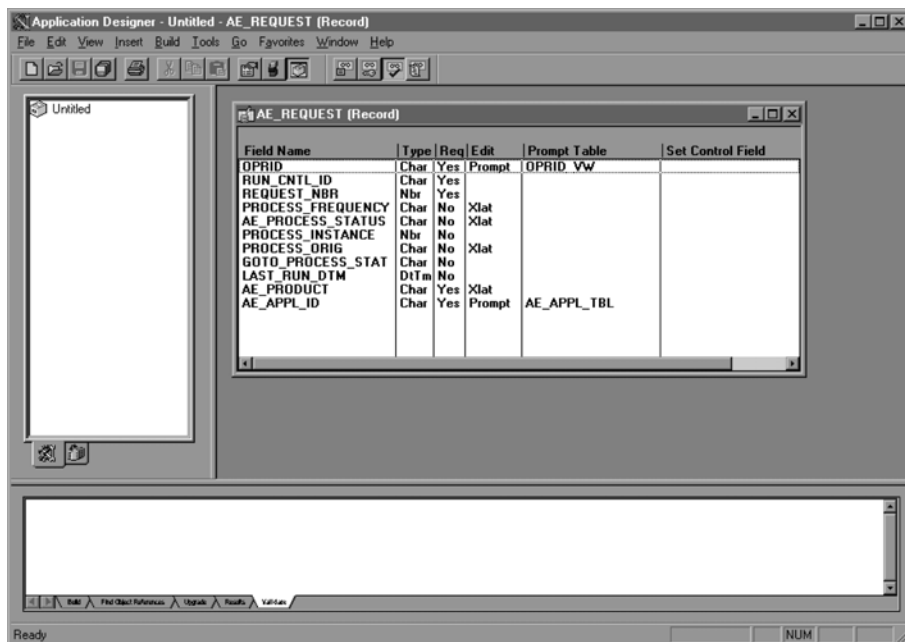 Application Designer - Untitled - AE_REQUEST (Record)
File Edit View Insert Build Tools Go Favorites Window Help
Untitled
AE_REQUEST (Record)
Field Name Type Req Edit Prompt Table Set Control Field
OPRID Char Yes Prompt OPRID_VW
RUN_CNTL_ID Char Yes
REQUEST_NBR Nbr Yes
PROCESS_FREQUENCY Char No Xlat
AE_PROCESS_STATUS Char No Xlat
PROCESS_INSTANCE Nbr No
PROCESS_ORIG Char No Xlat
GOTO_PROCESS_STAT Char No
LAST_RUN_DTM DtTm No
AE_PRODUCT Char Yes Xlat
AE_APPL_ID Char Yes Prompt AE_APPL_TBL
Build Find Object References Upgrade Results Validate
Ready NUM